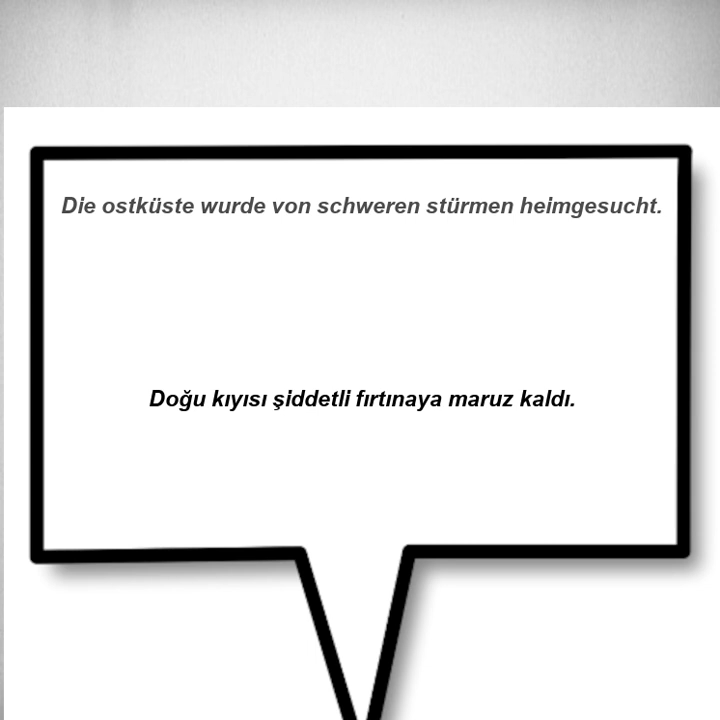 Die ostküste wurde von schweren stürmen heimgesucht.
Doğu kıyısı şiddetli fırtınaya maruz kaldı.